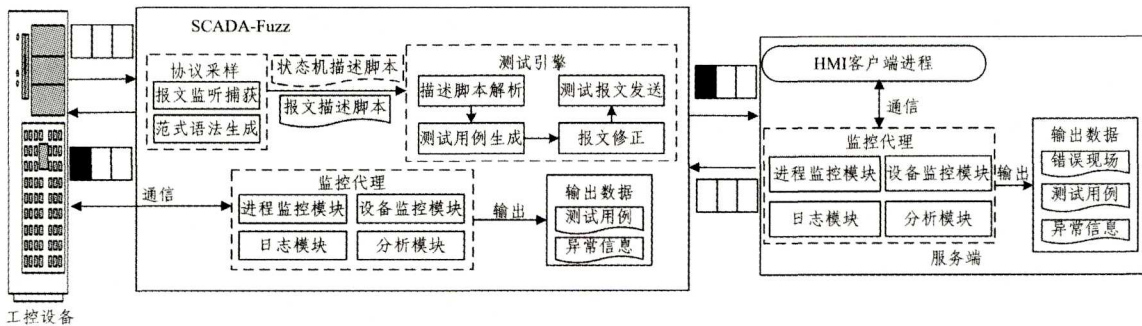 SCADA-Fuzz
协议采样
报文监听捕获
范式语法生成
状态机描述脚本
报文描述脚本
测试引擎
描述脚本解析
测试报文发送
测试用例生成
报文修正
通信
监控代理
进程监控模块
设备监控模块
日志模块
分析模块
输出
输出数据
测试用例
异常信息
工控设备
HMI客户端进程
通信
监控代理
进程监控模块
设备监控模块
日志模块
分析模块
输出
输出数据
错误现场
测试用例
异常信息
服务端